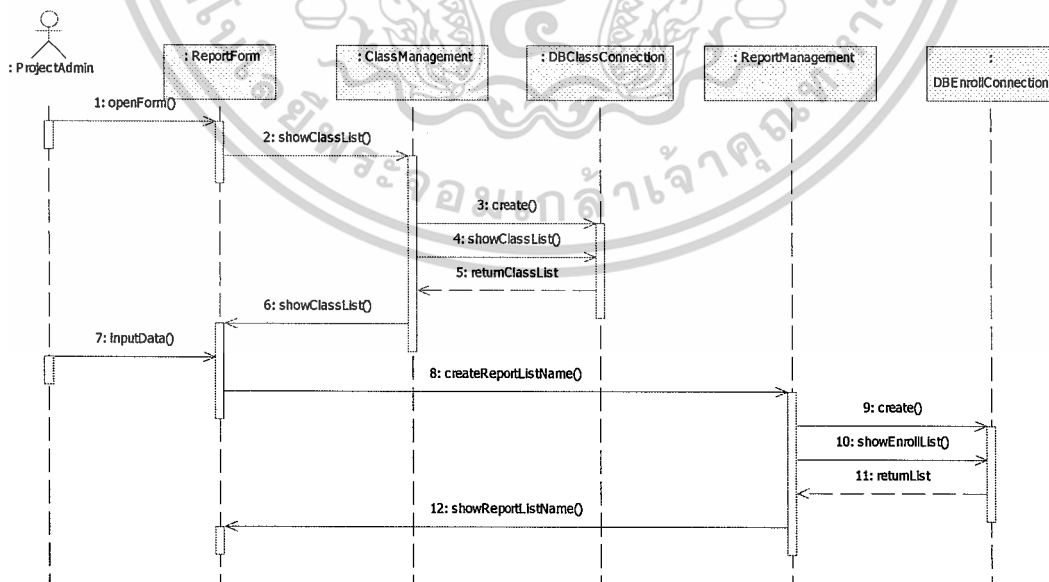 : ProjectAdmin
: ReportForm
: ClassManagement
: DBClassConnection
: ReportManagement
:
DBEnrollConnection
1: openForm()
2: showClassList()
3: create()
4: showClassList()
5: returnClassList
6: showClassList()
7: inputData()
8: createReportListName()
9: create()
10: showEnrollList()
11: returnList
12: showReportListName()